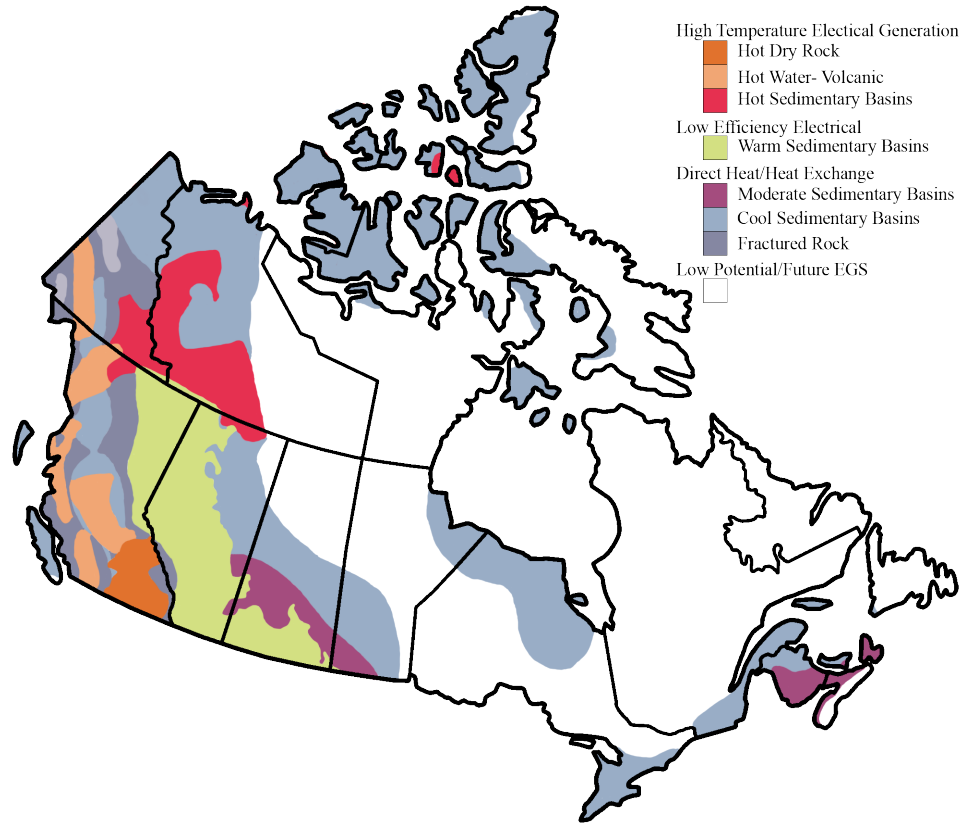 High Temperature Electical Generation
Hot Dry Rock
Hot Water- Volcanic
Hot Sedimentary Basins
Low Efficiency Electrical
Warm Sedimentary Basins
Direct Heat/Heat Exchange
Moderate Sedimentary Basins
Cool Sedimentary Basins
Fractured Rock
Low Potential/Future EGS